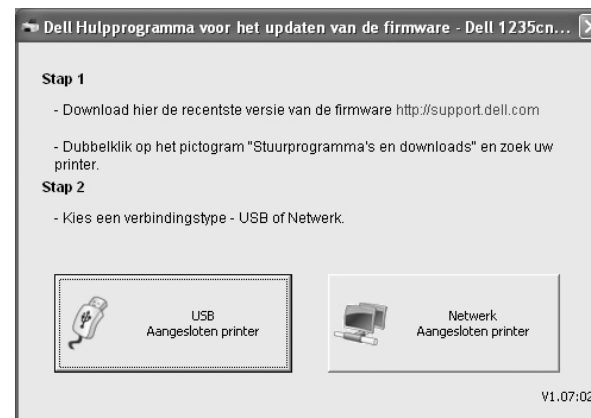 Dell Hulpprogramma voor het updaten van de firmware - Dell 1235cn...
Stap 1
- Download hier de recentste versie van de firmware http://support.dell.com
- Dubbelklik op het pictogram "Stuurprogramma's en downloads" en zoek uw
printer.
Stap 2
- Kies een verbindingstype - USB of Netwerk.
USB
Aangesloten printer
Netwerk
Aangesloten printer
V1.07:02